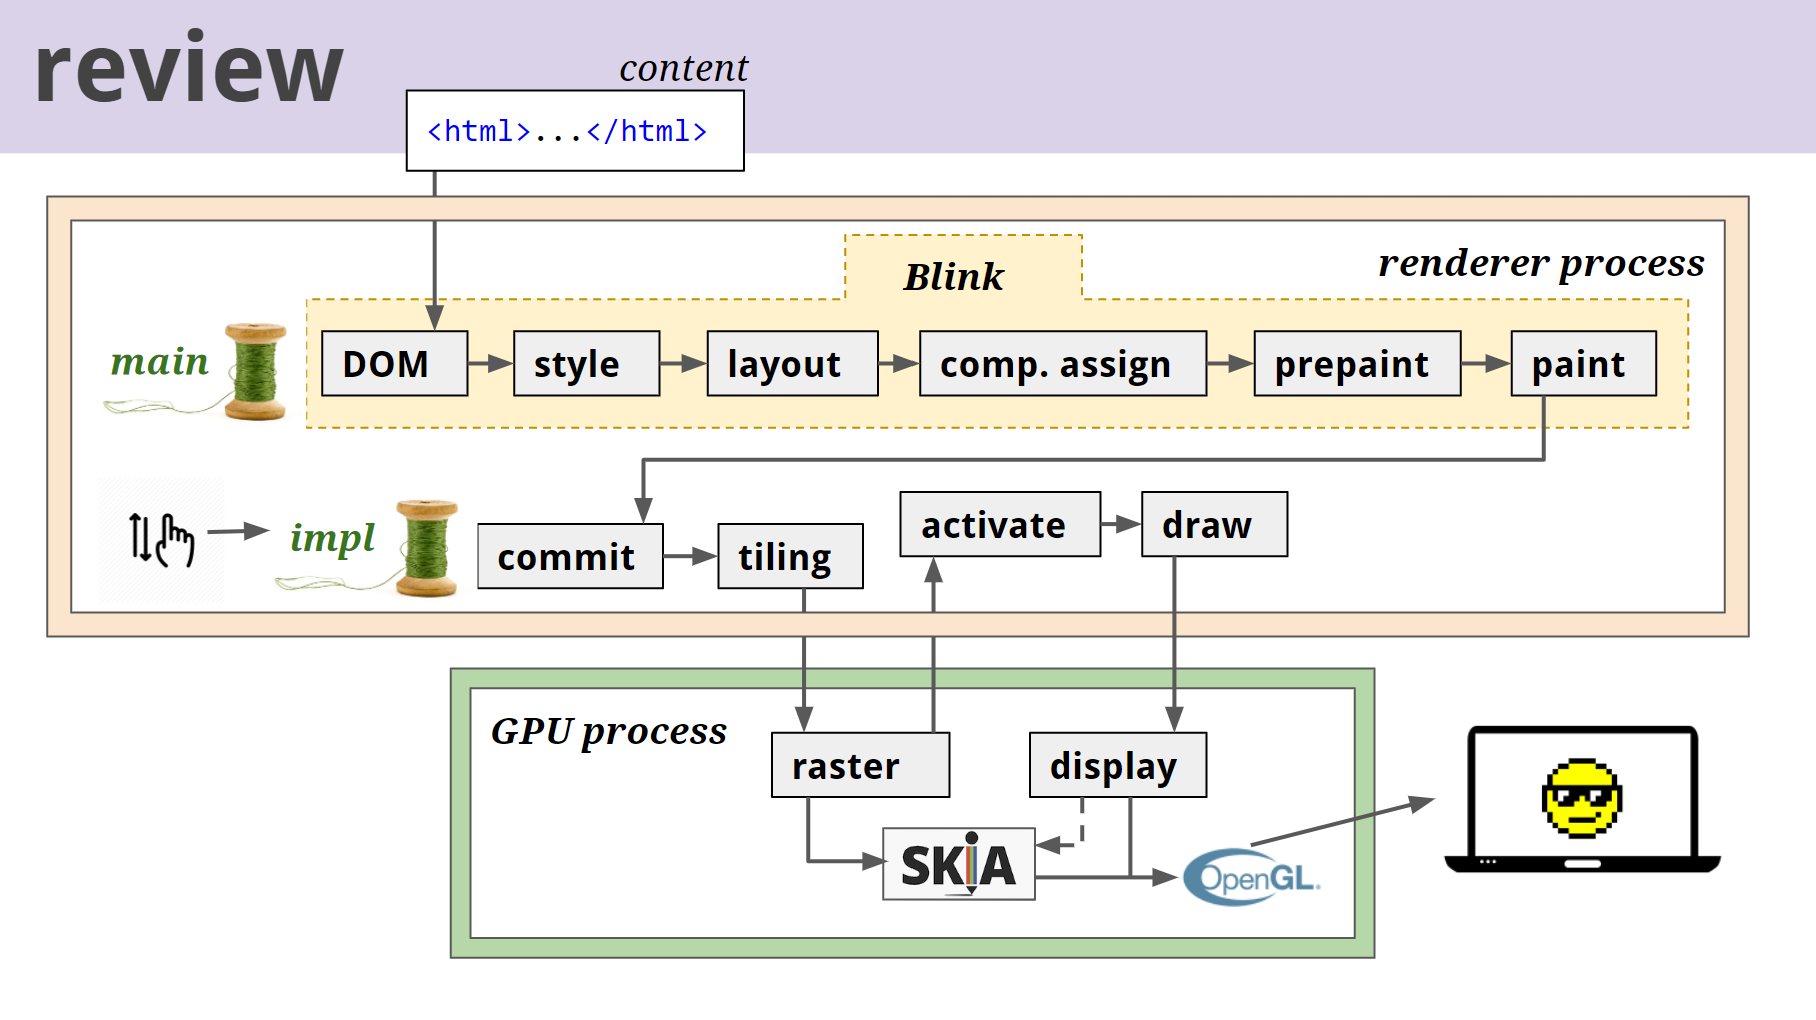 review
content
<html>...</html>
renderer process
Blink
main
DOM
style
layout
comp. assign
prepaint
paint
impl
commit
tiling
activate
draw
GPU process
raster
display
SKiA
OpenGL.